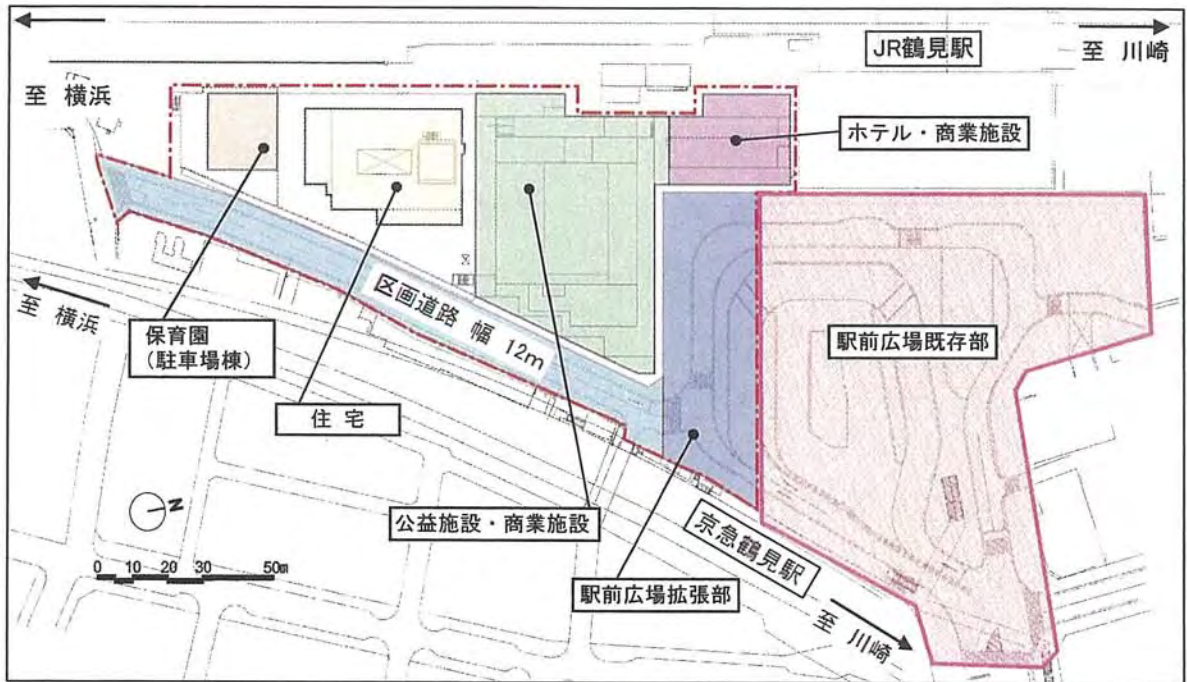 JR鶴見駅
至 川崎
至 横浜
ホテル・商業施設
区画道路 幅 12m
至 横浜
保育園
(駐車場棟)
駅前広場既存部
住 宅
N
公益施設・商業施設
京急鶴見駅
0 10 20 30 50m
駅前広場拡張部
至 川崎